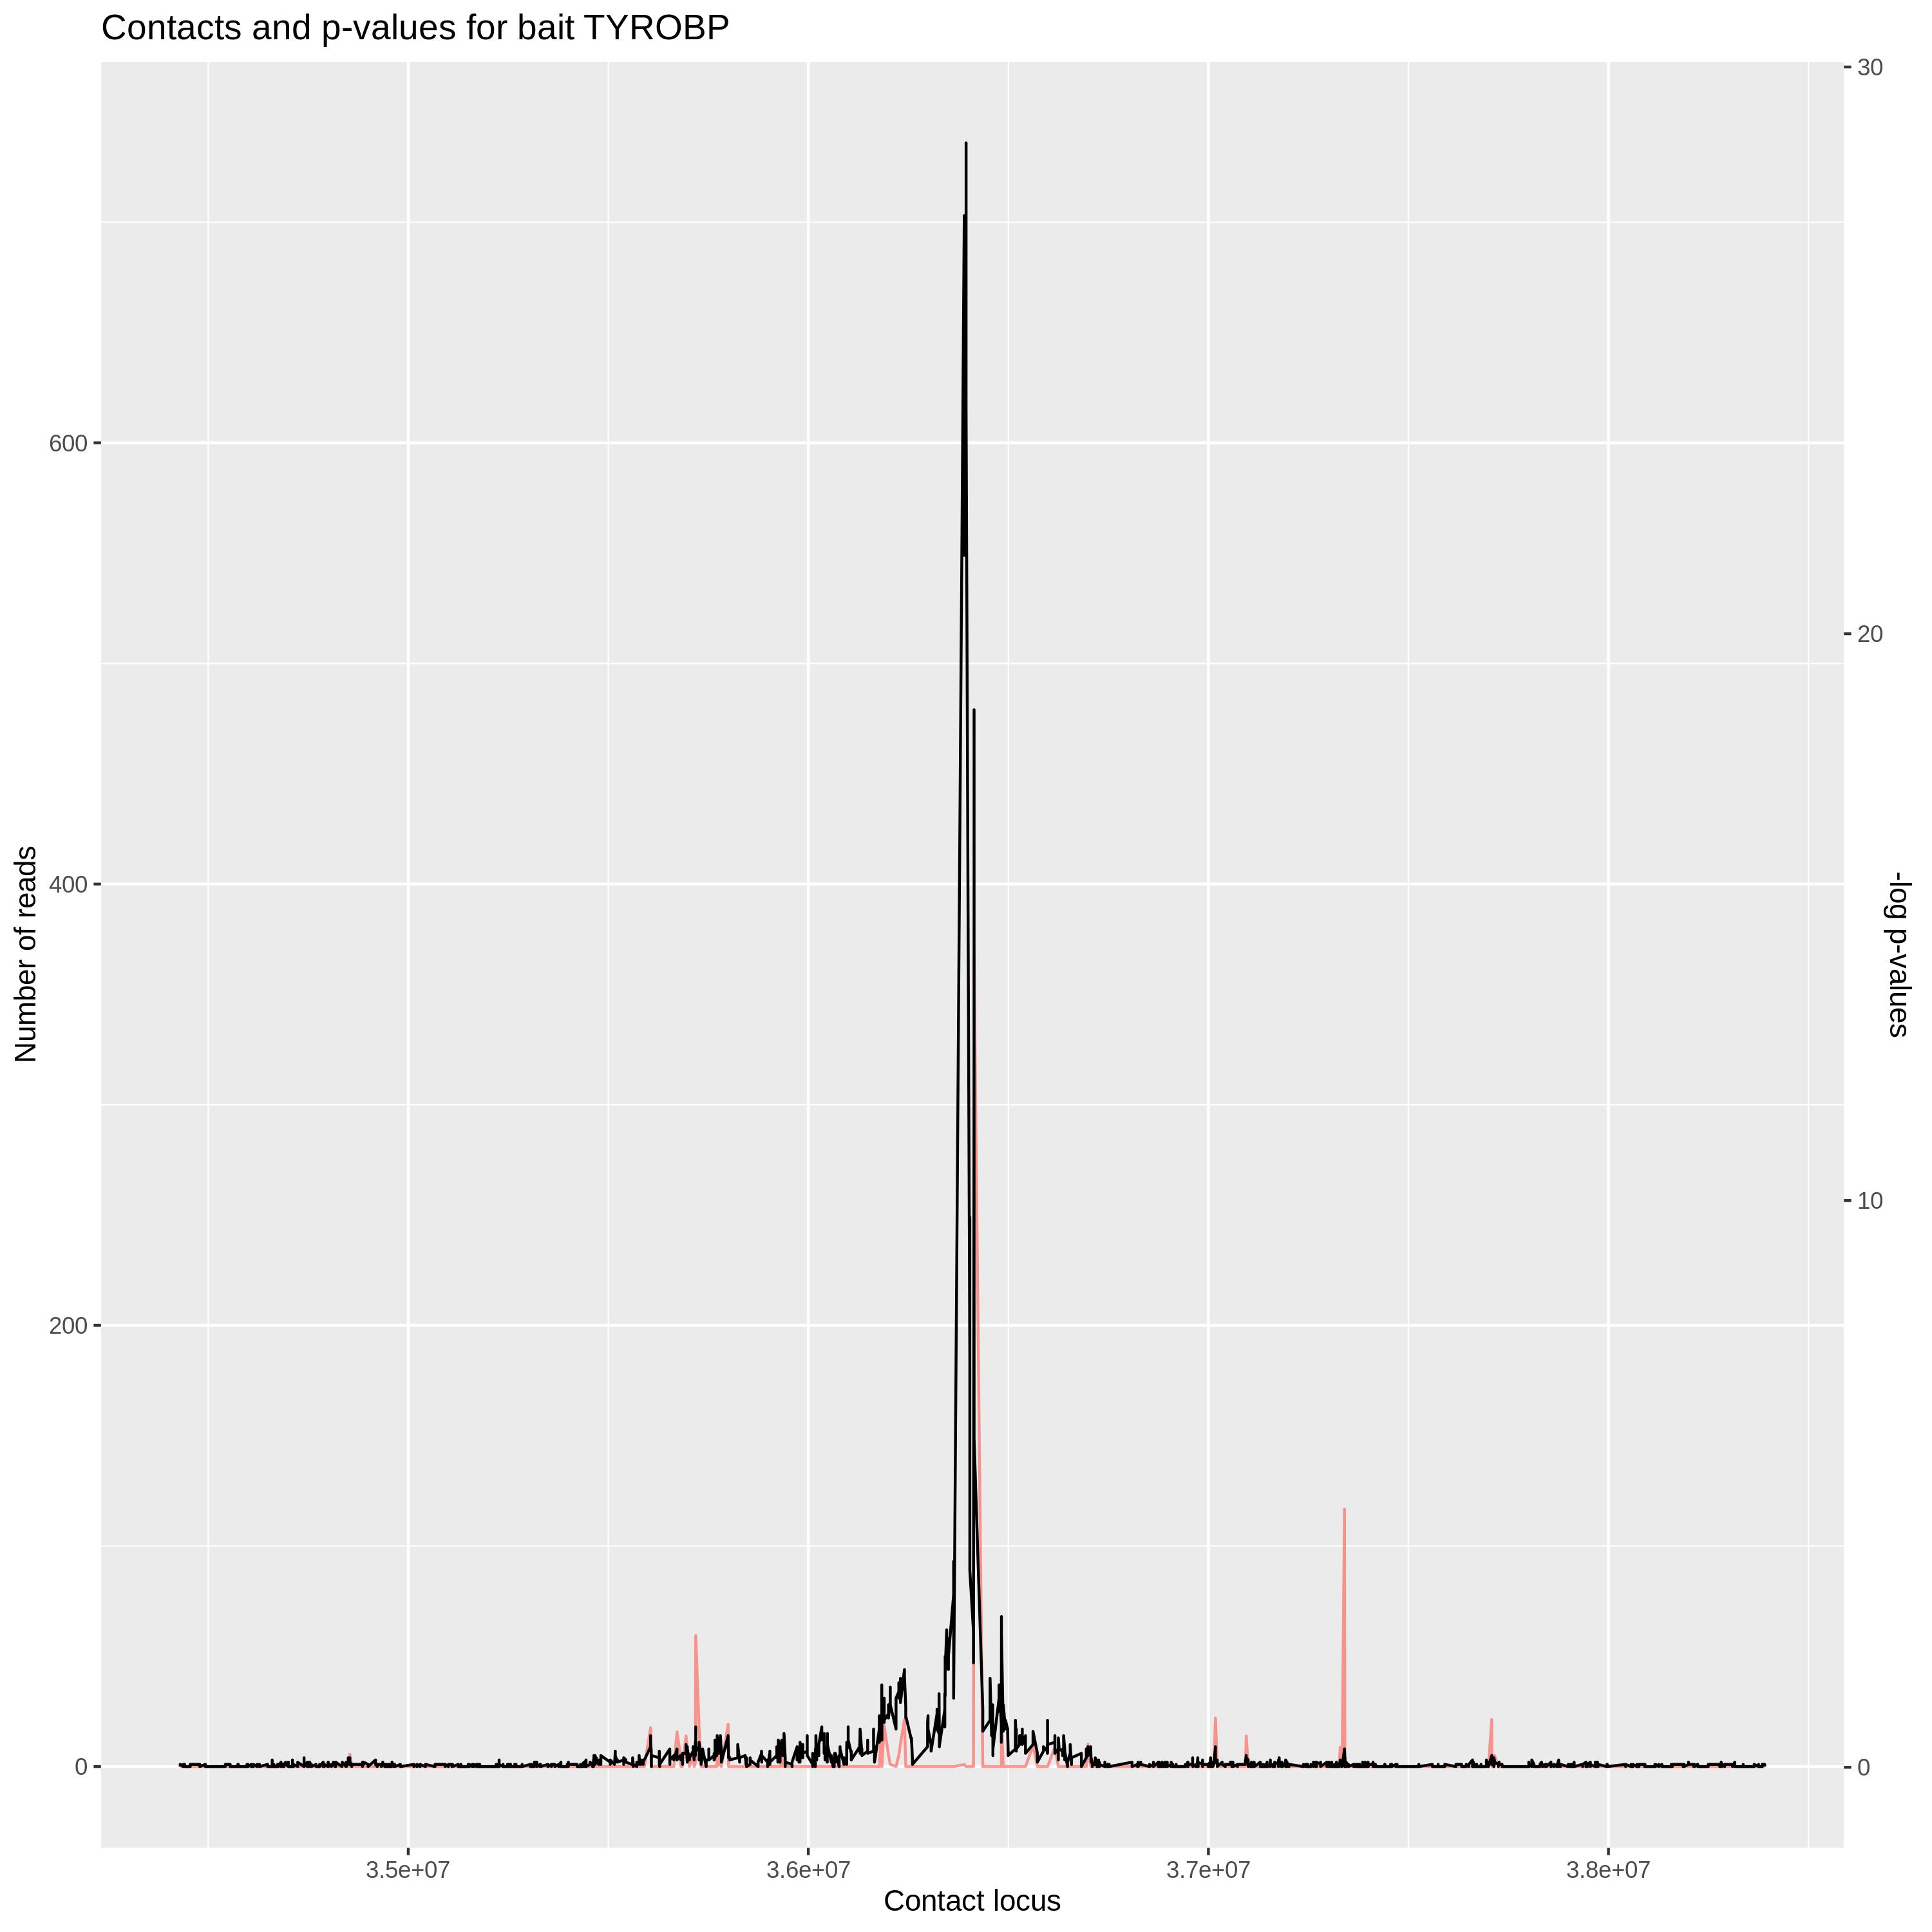 Contacts and p-values for bait TYROBP
30
600
20
400
Number of reads
-log p-values
10
200
0
0
3.5e+07
3.6e+07
3.7e+07
3.8e+07
Contact locus